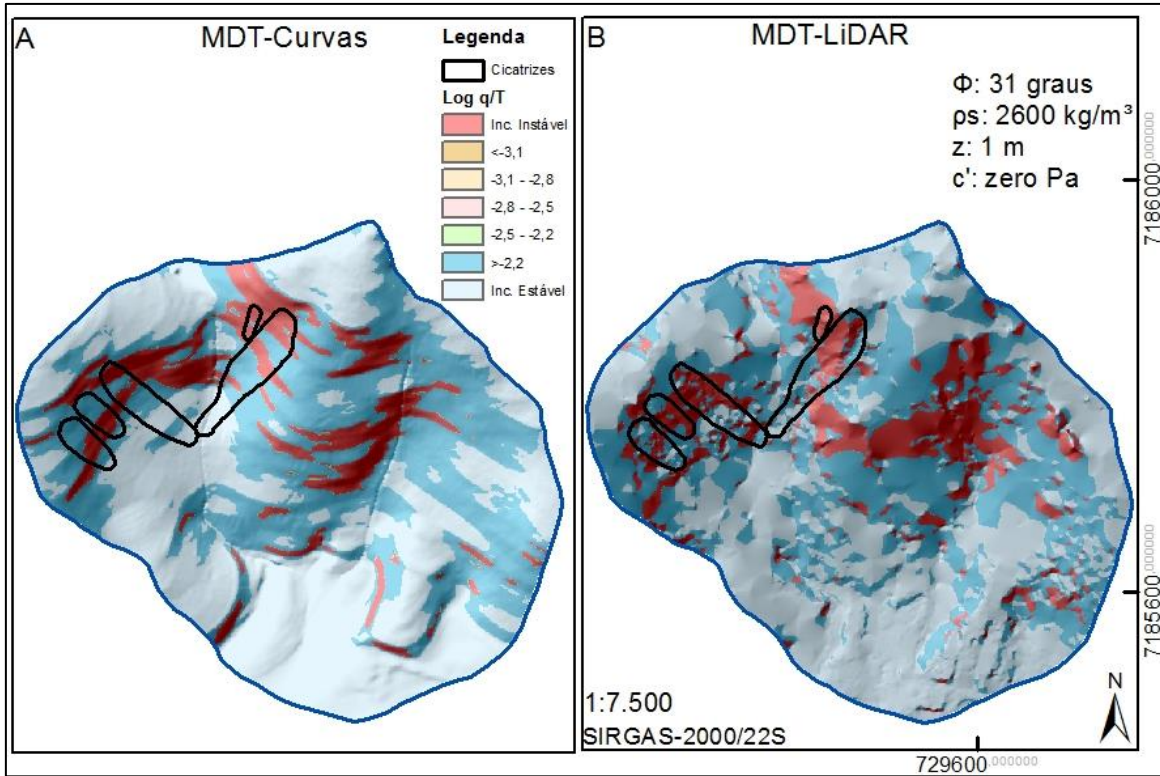 A
MDT-Curvas
Legenda
Cicatrizes
Log q/T
Inc. Instável
<-3,1
-3,1 - -2,8
-2,8 - -2,5
-2,5 - -2,2
>-2,2
Inc. Estável
B
MDT-LiDAR
Φ: 31 graus
ρs: 2600 kg/m³
z: 1 m
c': zero Pa
7186000,000000
7185600,000000
1:7.500
SIRGAS-2000/22S
N
729600,000000